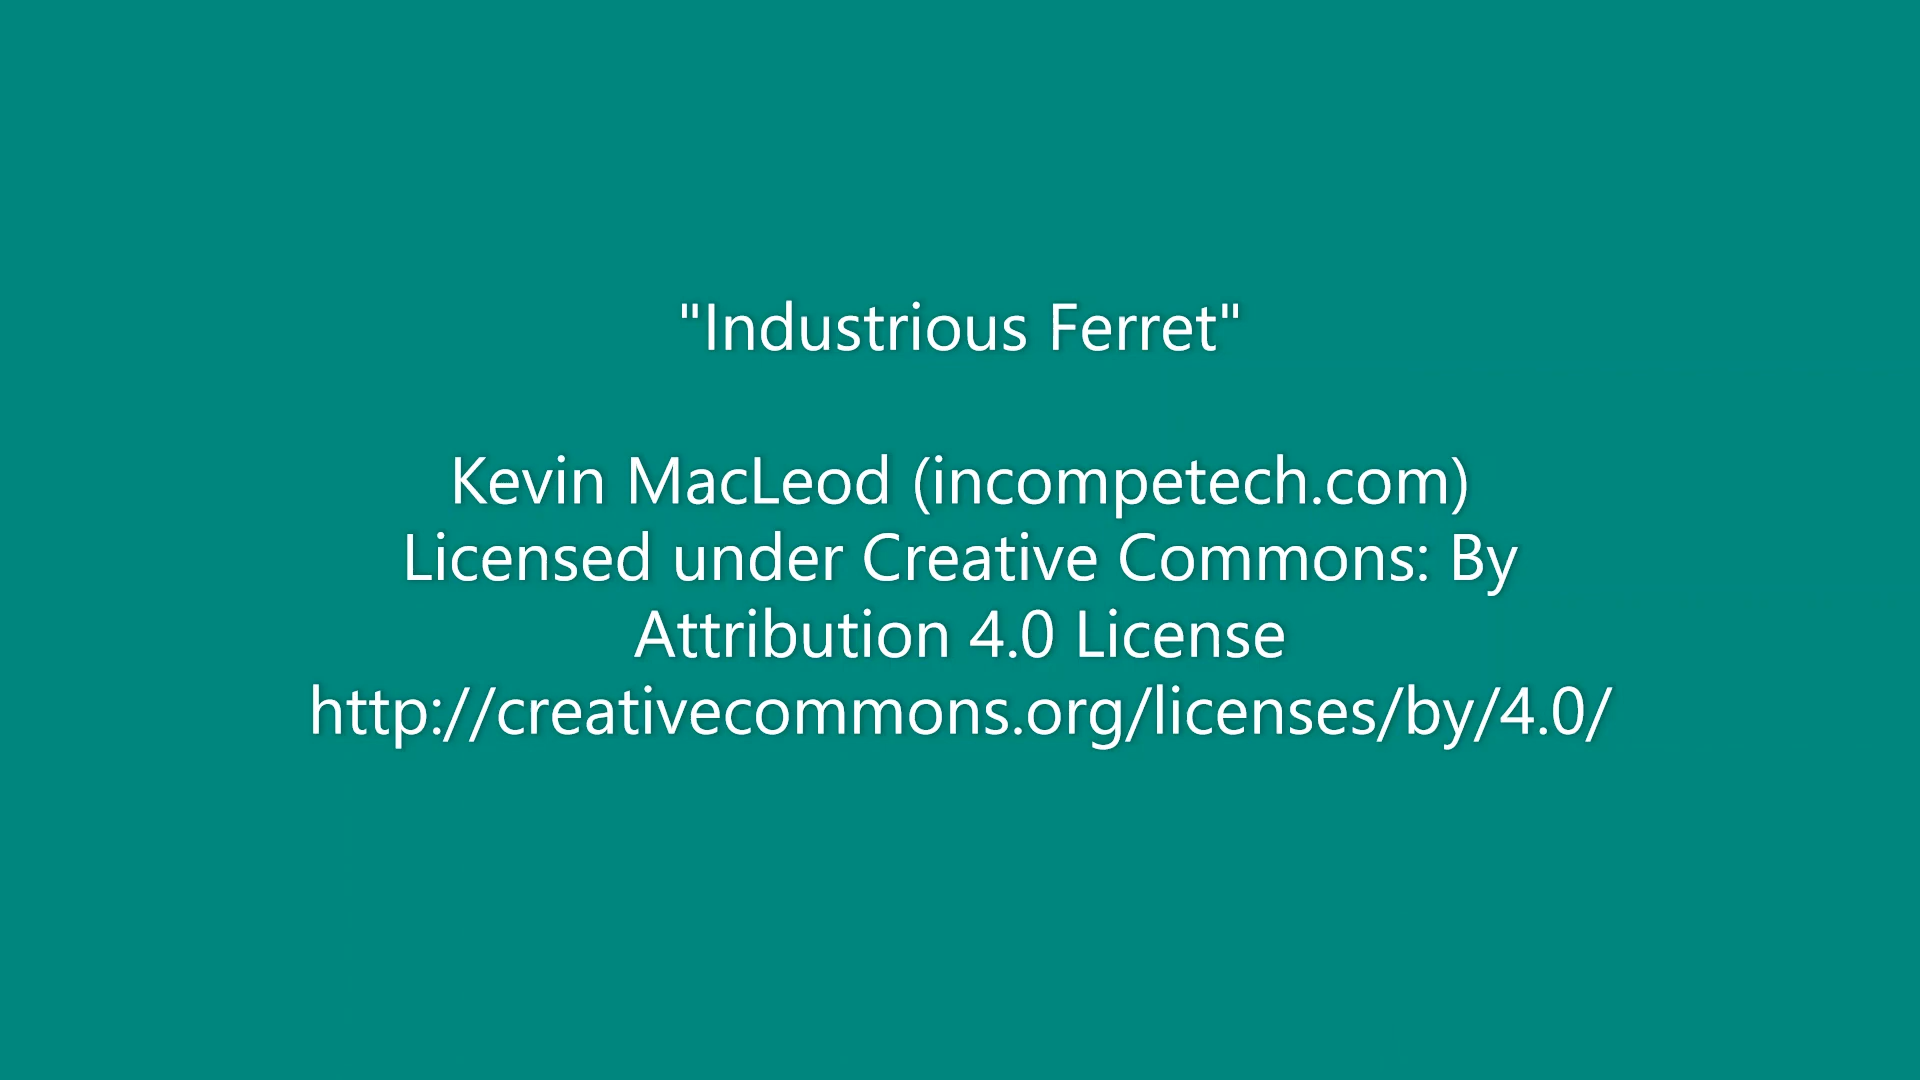 "Industrious Ferret"
Kevin MacLeod (incompetech.com)
Licensed under Creative Commons: By
Attribution 4.0 License
http://creativecommons.org/licenses/by/4.0/